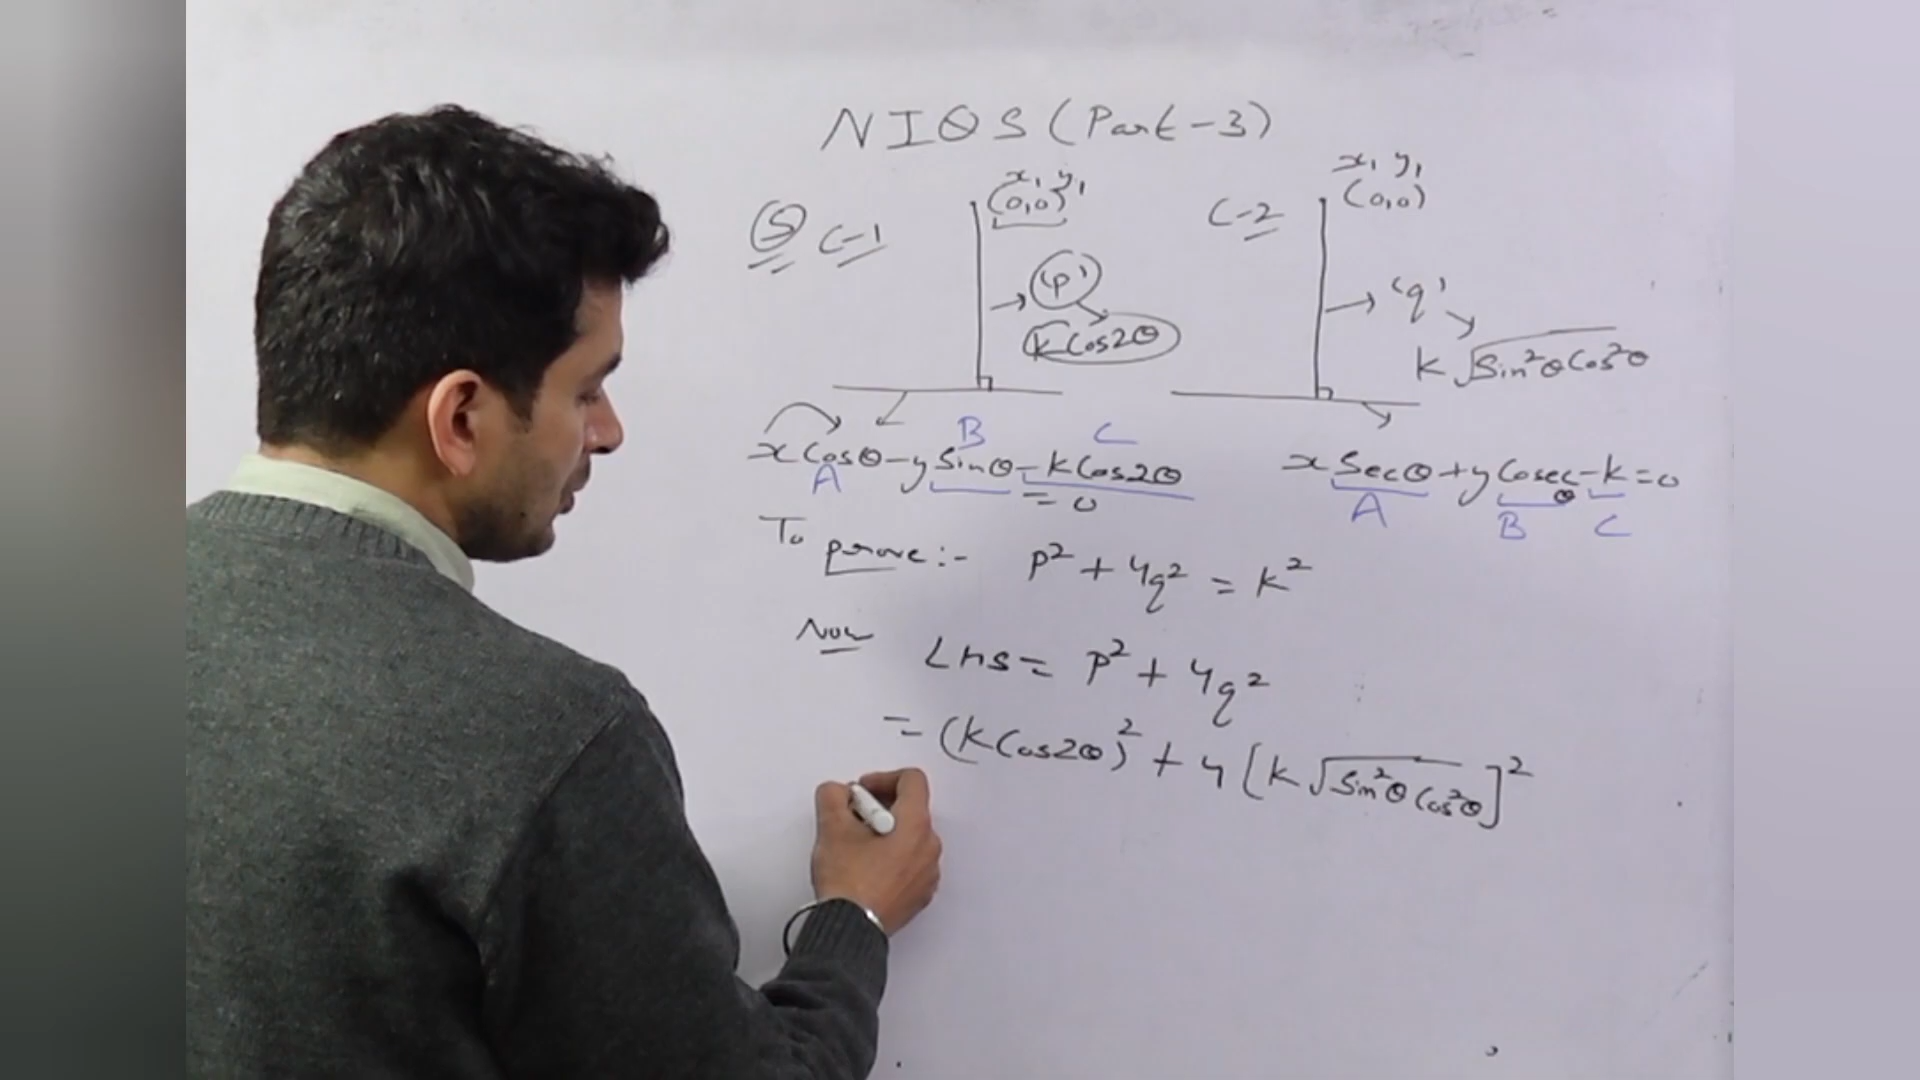 NIOS (Part-3)
⑤ C-1
x₁ y₁
(0,0)
'p'
K Cos2θ
C-2
x₁ y₁
(0,0)
'q'
K √Sin²θ Cos²θ
x Cosθ - y Sinθ - K Cos2θ
= 0
A B C
x Secθ + y Cosec θ - k = 0
A B C
To prove :- p² + 4q² = K²
Now LHS = p² + 4q²
= (K Cos2θ)² + 4 [K √Sin²θ Cos²θ]²